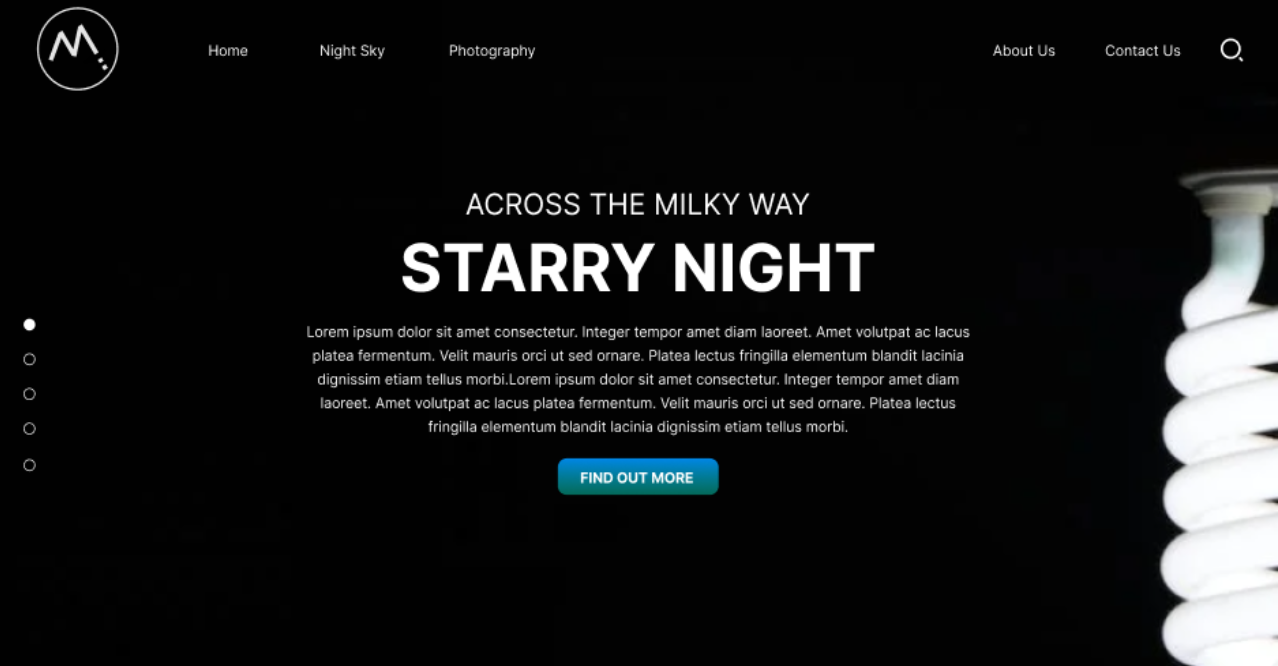 Home
Night Sky
Photography
About Us
Contact Us
ACROSS THE MILKY WAY
STARRY NIGHT
Lorem ipsum dolor sit amet consectetur. Integer tempor amet diam laoreet. Amet volutpat ac lacus
platea fermentum. Velit mauris orci ut sed ornare. Platea lectus fringilla elementum blandit lacinia
dignissim etiam tellus morbi.Lorem ipsum dolor sit amet consectetur. Integer tempor amet diam
laoreet. Amet volutpat ac lacus platea fermentum. Velit mauris orci ut sed ornare. Platea lectus
fringilla elementum blandit lacinia dignissim etiam tellus morbi.
FIND OUT MORE